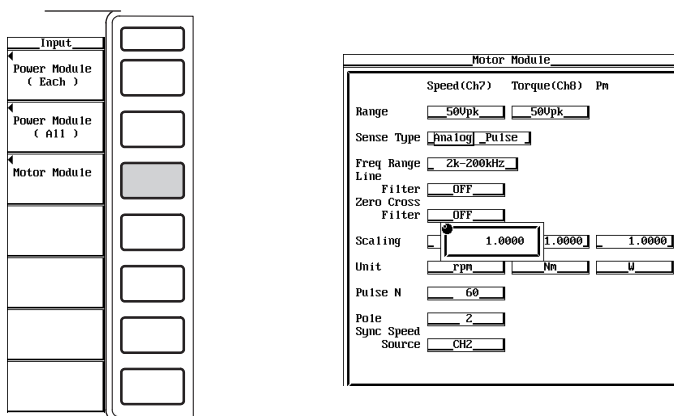 Input
Power Module
( Each )
Power Module
( All )
Motor Module
Motor Module
Speed(Ch7) Torque(Ch8) Pm
Range 50Vpk 50Vpk
Sense Type Analog Pulse
Freq Range 2k-200kHz
Line
Filter OFF
Zero Cross
Filter OFF
Scaling 1.0000 1.0000 1.0000
Unit rpm Nm W
Pulse N 60
Pole 2
Sync Speed
Source CH2